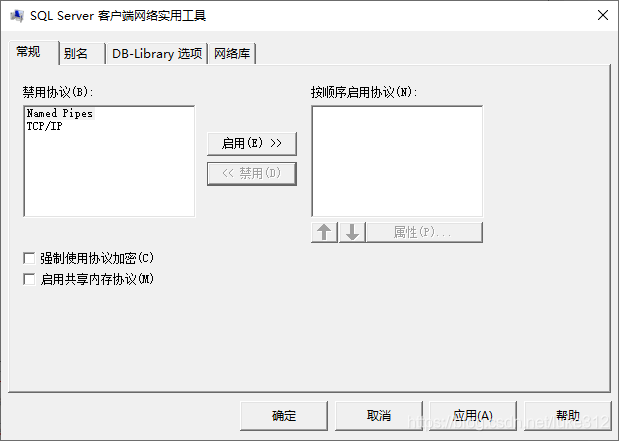 SQL Server 客户端网络实用工具
常规 别名 DB-Library 选项 网络库
禁用协议(B): 按顺序启用协议(N):
Named Pipes
TCP/IP
启用(E) >>
<< 禁用(D)
属性(P)...
强制使用协议加密(C)
启用共享内存协议(M)
确定 取消 应用(A) 帮助
https://blog.csdn.net/luke312